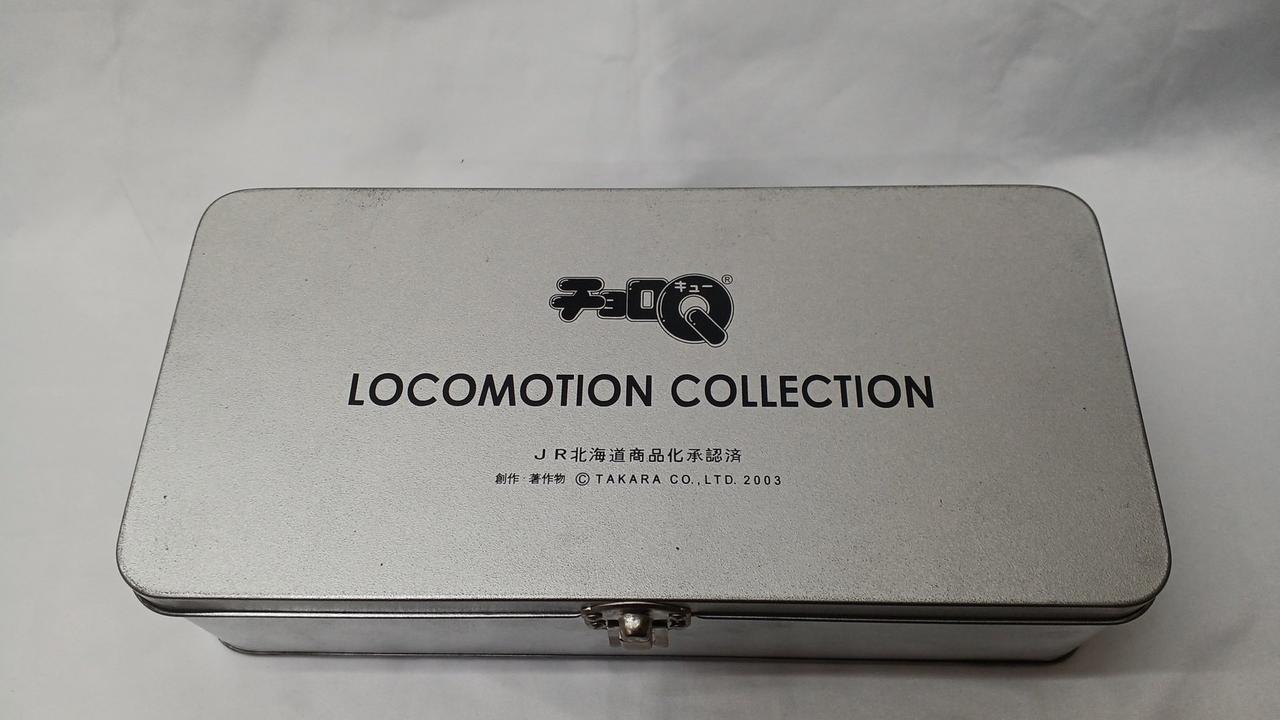 チョロQ キュー ®
LOCOMOTION COLLECTION
JR北海道商品化承認済
創作・著作物 ©TAKARA CO.,LTD. 2003